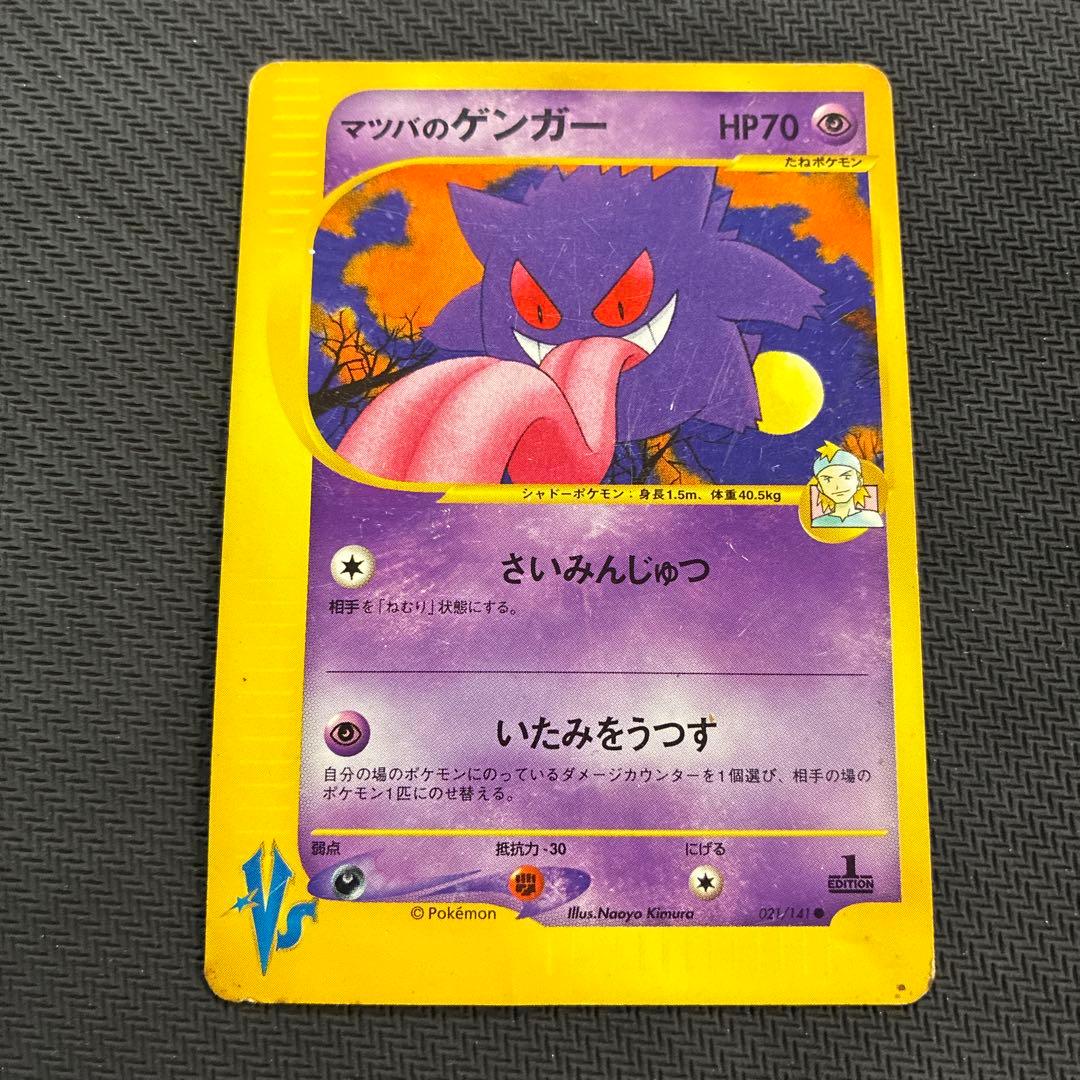 マツバのゲンガー HP70
たねポケモン
シャドーポケモン：身長1.5m、体重40.5kg
さいみんじゅつ
相手を「ねむり」状態にする。
いたみをうつす
自分の場のポケモンにのっているダメージカウンターを1個選び、相手の場の
ポケモン1匹にのせ替える。
弱点 抵抗力 -30 にげる
1
EDITION
VS
© Pokémon Illus.Naoyo Kimura 021/141●